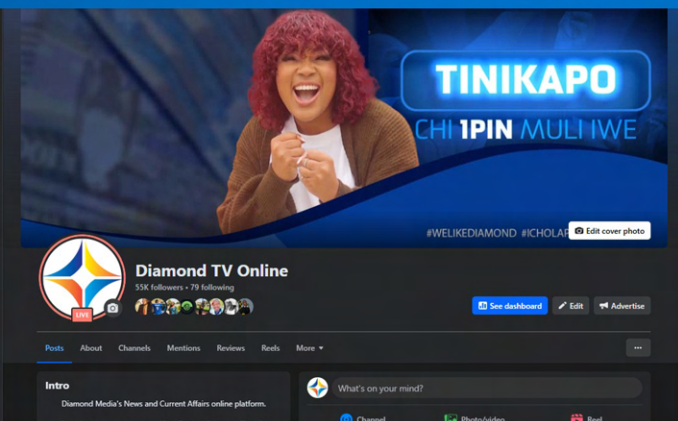 TINIKAPO
CHI 1PIN MULI IWE
#WELIKEDIAMOND
Edit cover photo
Diamond TV Online
55K followers • 79 following
LIVE
See dashboard
Edit
Advertise
Posts
About
Channels
Mentions
Reviews
Reels
More
Intro
Diamond Media's News and Current Affairs online platform.
What's on your mind?
Channel
Photo/video
Reel